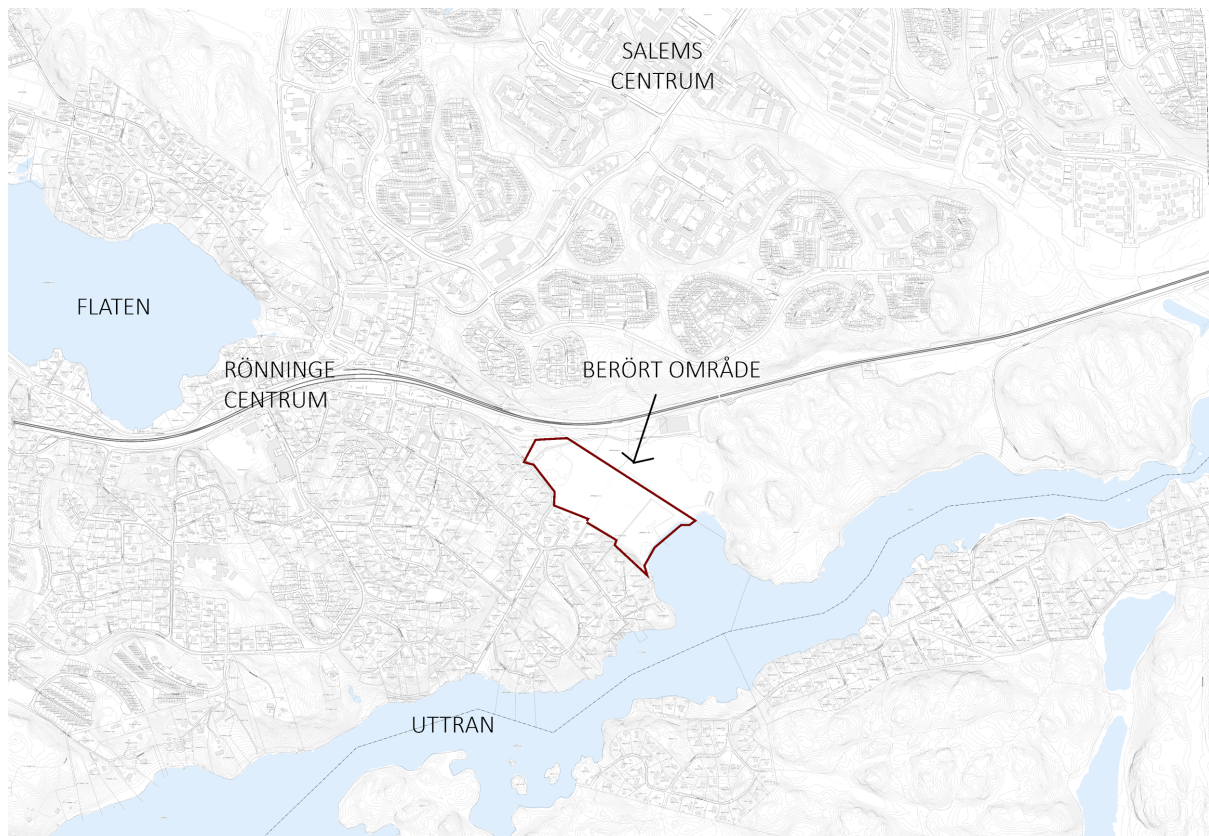 SALEMS
CENTRUM
FLATEN
RÖNNINGE
CENTRUM
BERÖRT OMRÅDE
UTTRAN